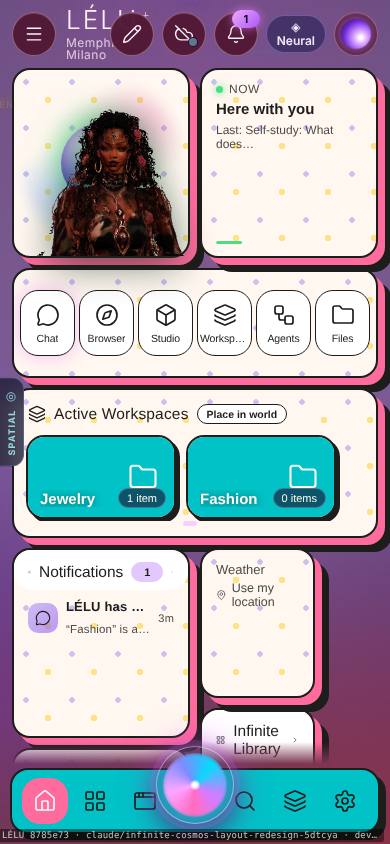 LÉLU
Memphis
Milano
1
Neural
NOW
Here with you
Last: Self-study: What
does…
Chat
Browser
Studio
Worksp…
Agents
Files
SPATIAL
Active Workspaces
Place in world
Jewelry
1 item
Fashion
0 items
Notifications
1
LÉLU has …
3m
“Fashion” is a…
Weather
Use my
location
Infinite
Library
LÉLU 8785e73 · claude/infinite-cosmos-layout-redesign-5dtcya · dev…